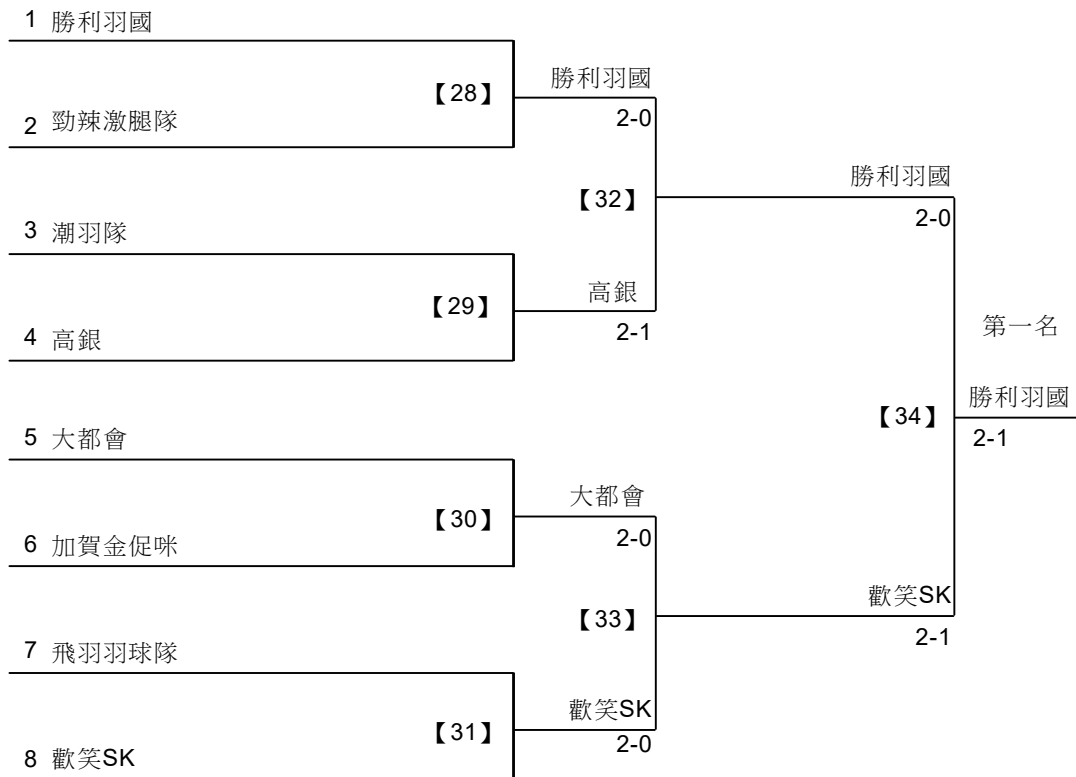 1 勝利羽國
【28】
勝利羽國
2-0
2 勁辣激腿隊
【32】
勝利羽國
2-0
3 潮羽隊
【29】
高銀
2-1
4 高銀
第一名
【34】
勝利羽國
2-1
5 大都會
【30】
大都會
2-0
6 加賀金促咪
【33】
歡笑SK
2-1
7 飛羽羽球隊
【31】
歡笑SK
2-0
8 歡笑SK